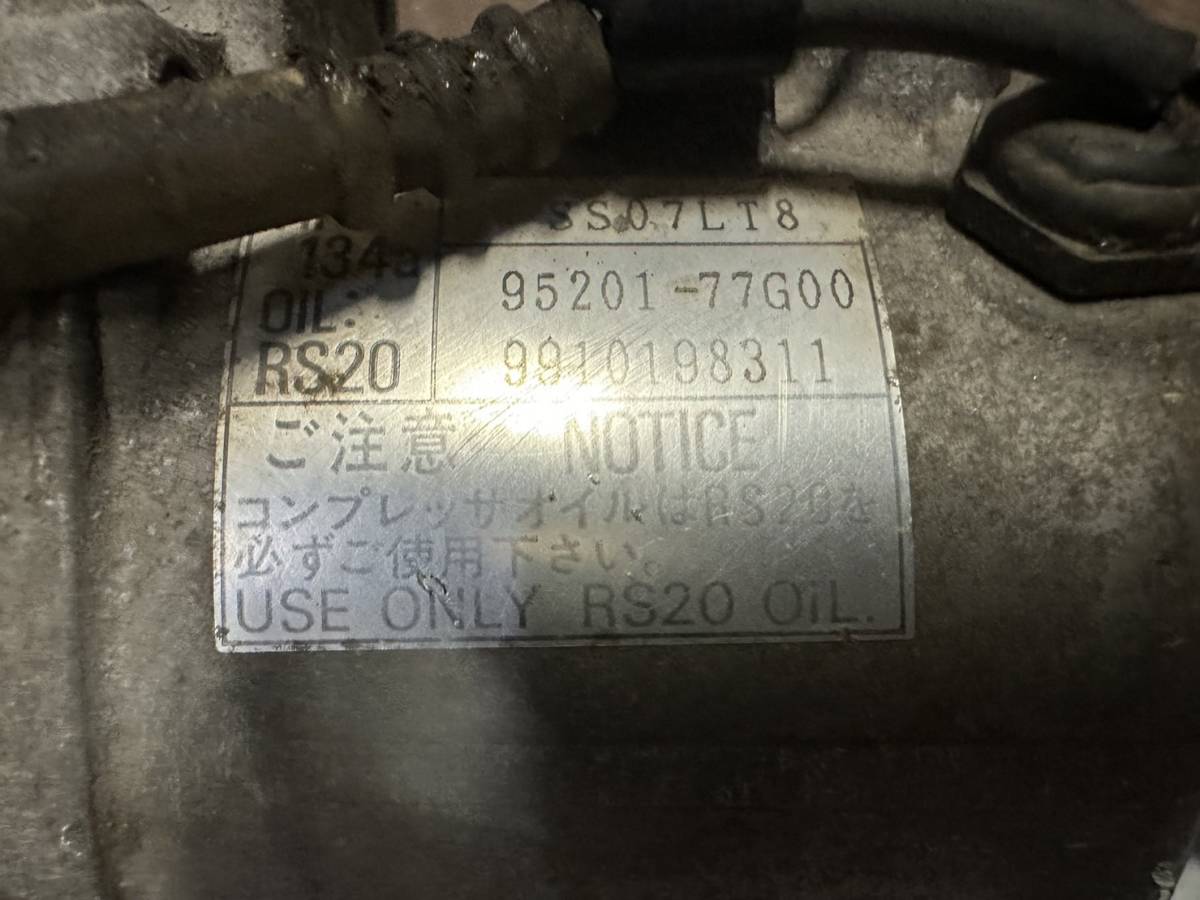 SS07LT8
134a
95201-77G00
OIL:
RS20
9910198311
ご注意 NOTICE
コンプレッサオイルはRS20を
必ずご使用下さい。
USE ONLY RS20 OiL.